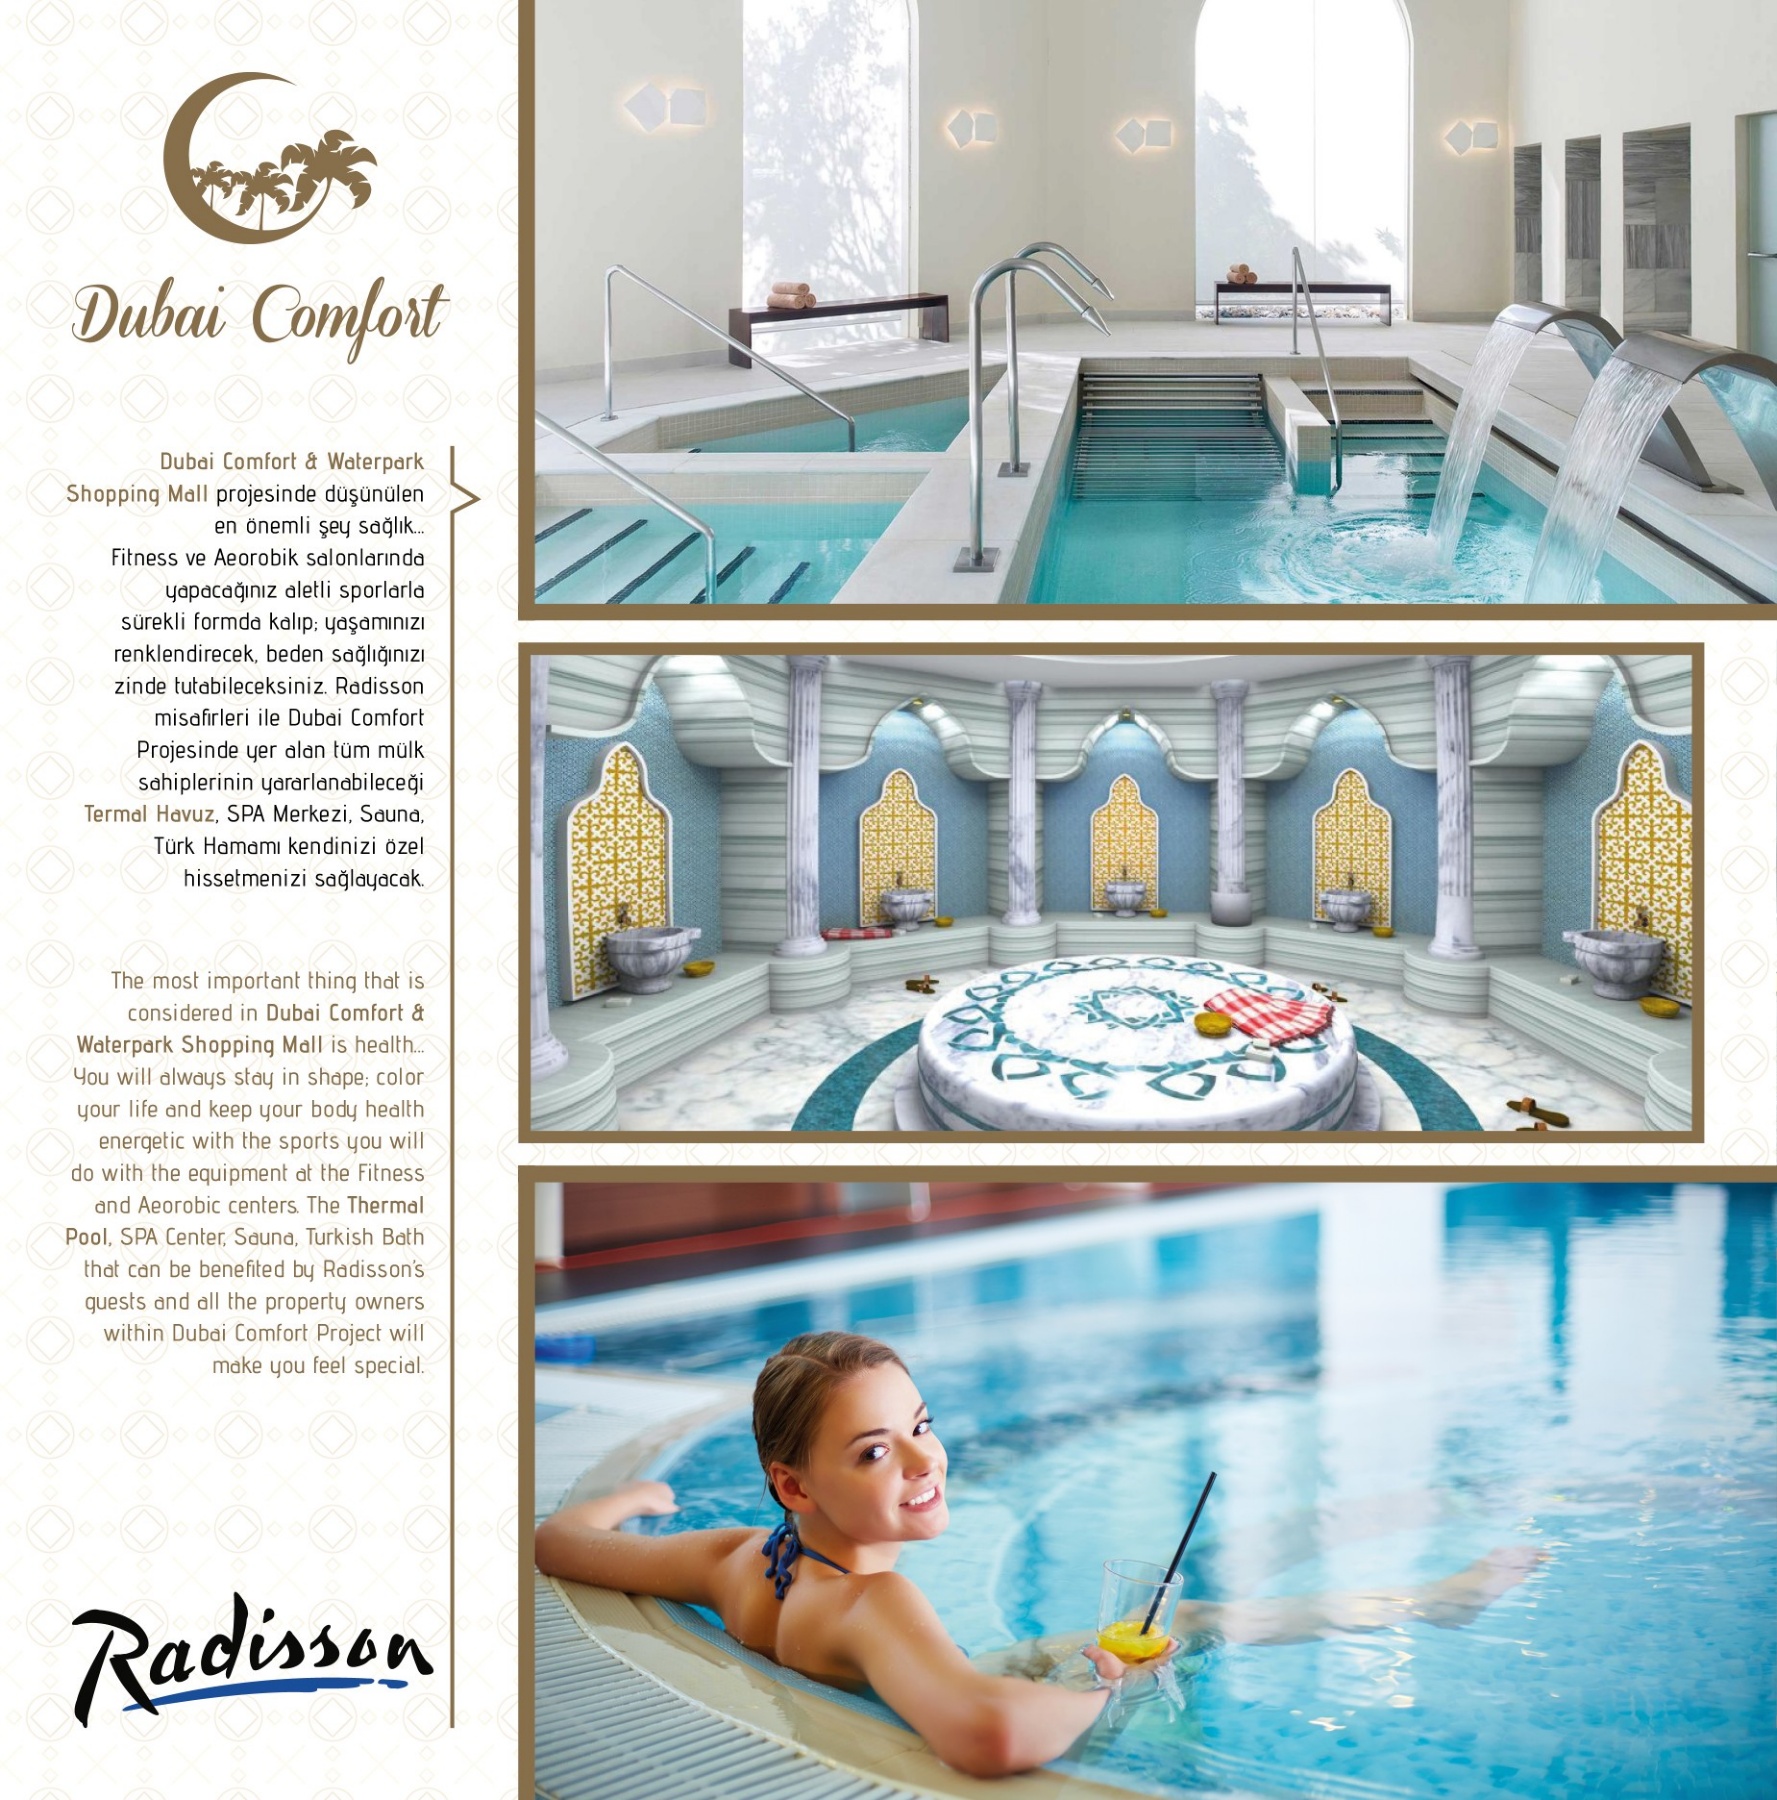 Dubai Comfort
Dubai Comfort & Waterpark
Shopping Mall projesinde düşünülen
en önemli şey sağlık...
Fitness ve Aeorobik salonlarında
yapacağınız aletli sporlarla
sürekli formda kalıp; yaşamınızı
renklendirecek, beden sağlığınızı
zinde tutabileceksiniz. Radisson
misafirleri ile Dubai Comfort
Projesinde yer alan tüm mülk
sahiplerinin yararlanabileceği
Termal Havuz, SPA Merkezi, Sauna,
Türk Hamamı kendinizi özel
hissetmenizi sağlayacak.
The most important thing that is
considered in Dubai Comfort &
Waterpark Shopping Mall is health...
You will always stay in shape; color
your life and keep your body health
energetic with the sports you will
do with the equipment at the Fitness
and Aeorobic centers. The Thermal
Pool, SPA Center, Sauna, Turkish Bath
that can be benefited by Radisson's
guests and all the property owners
within Dubai Comfort Project will
make you feel special.
Radisson